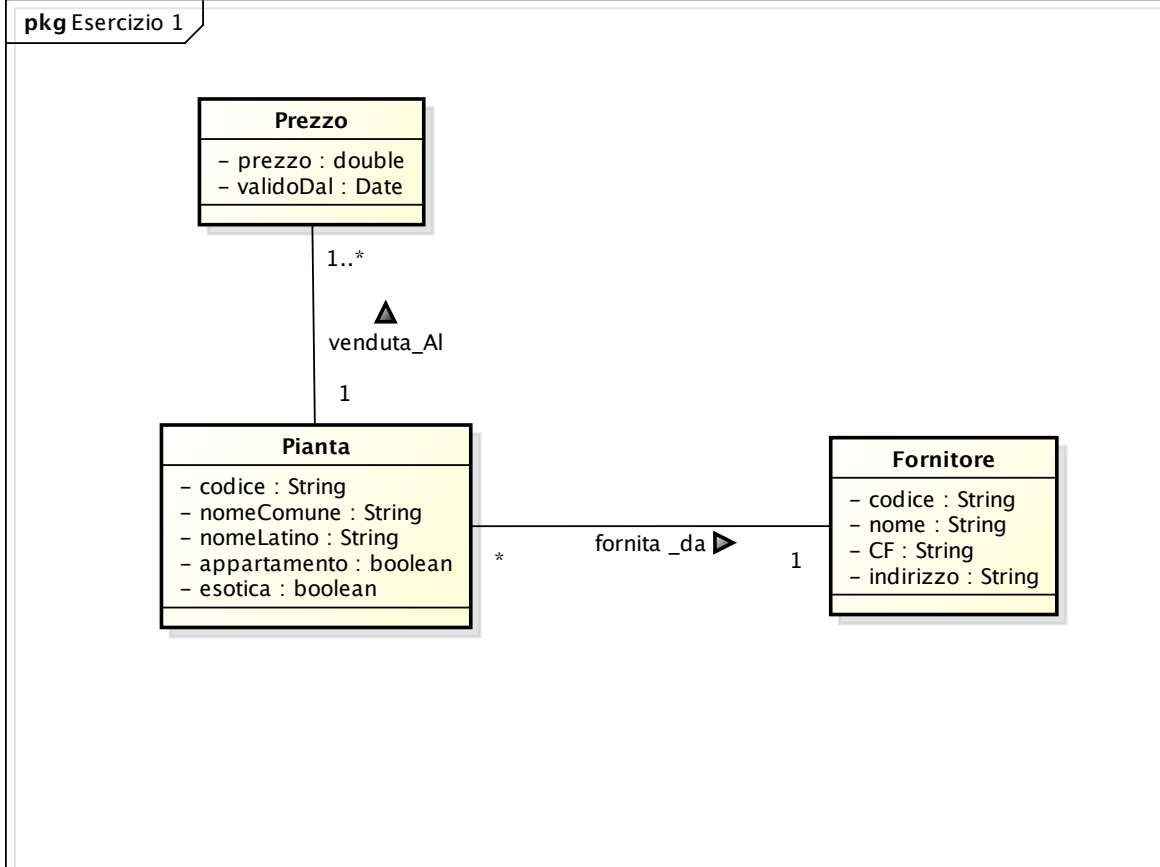 pkg Esercizio 1
Prezzo
– prezzo : double
– validoDal : Date
1..*
venduta_Al
1
Pianta
– codice : String
– nomeComune : String
– nomeLatino : String
– appartamento : boolean
– esotica : boolean
*
fornita _da
1
Fornitore
– codice : String
– nome : String
– CF : String
– indirizzo : String